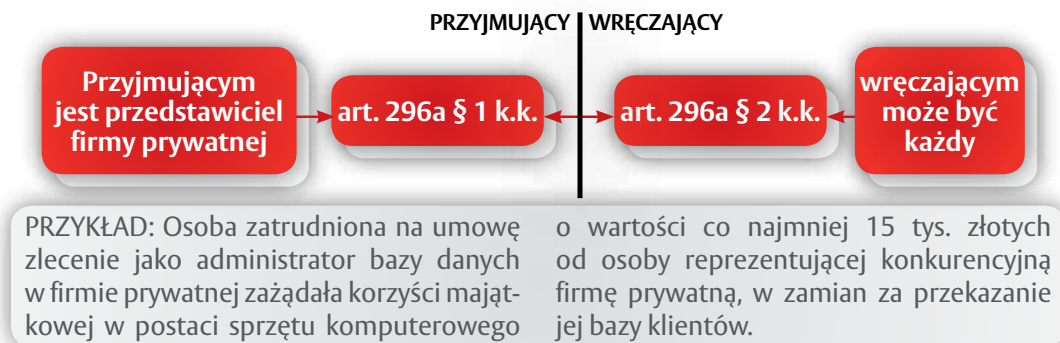 PRZYJMUJĄCY
WRĘCZAJĄCY
Przyjmującym
jest przedstawiciel
firmy prywatnej
art. 296a § 1 k.k.
art. 296a § 2 k.k.
wręczającym
może być
każdy
PRZYKŁAD: Osoba zatrudniona na umowę
zlecenie jako administrator bazy danych
w firmie prywatnej zażądała korzyści mająt-
kowej w postaci sprzętu komputerowego
o wartości co najmniej 15 tys. złotych
od osoby reprezentującej konkurencyjną
firmę prywatną, w zamian za przekazanie
jej bazy klientów.